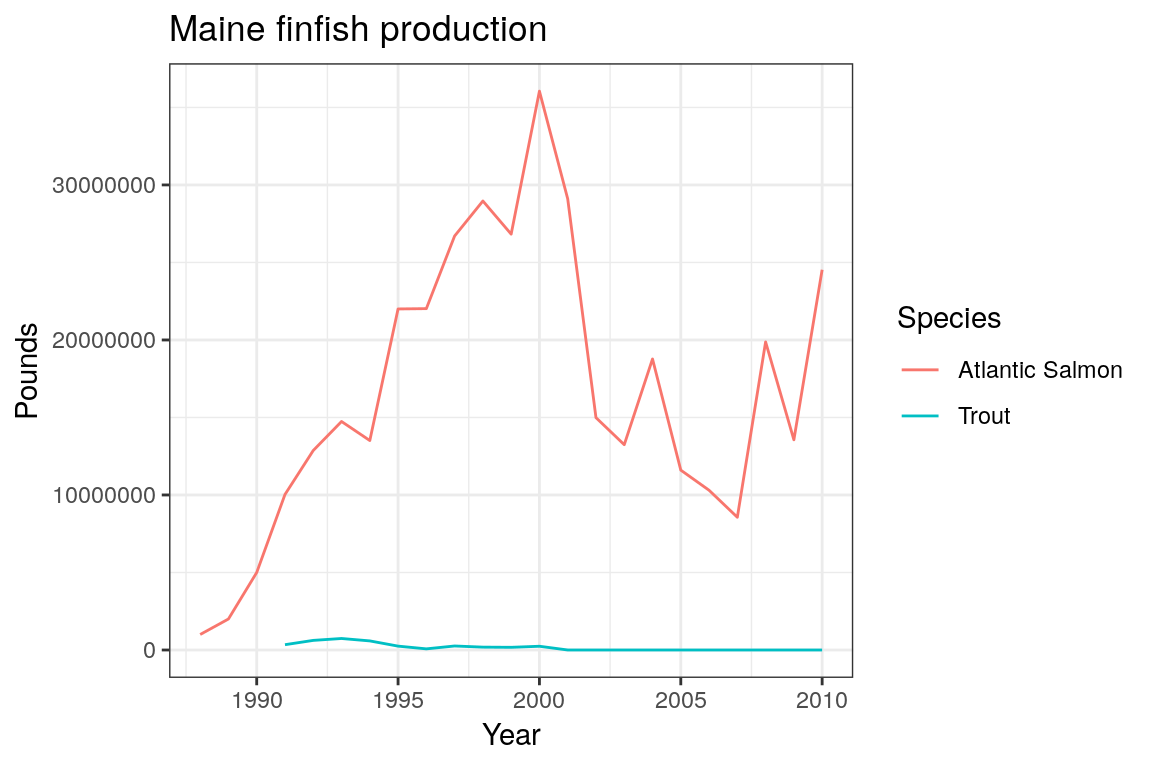 Maine finfish production
30000000
20000000
10000000
0
Pounds
1990 1995 2000 2005 2010
Year
Species
Atlantic Salmon
Trout